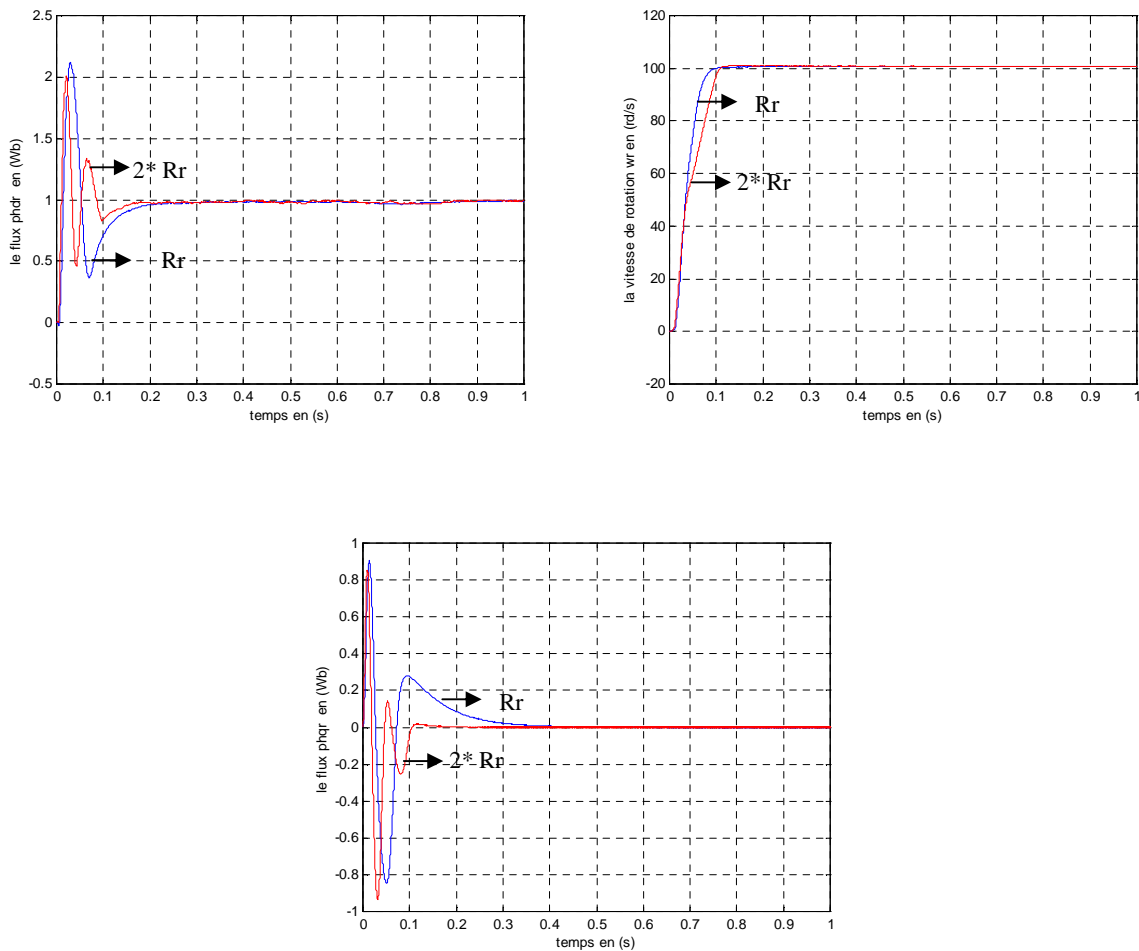 le flux phdr en (Wb)
2.5
2
1.5
1
0.5
0
-0.5
2* Rr
Rr
0 0.1 0.2 0.3 0.4 0.5 0.6 0.7 0.8 0.9 1
temps en (s)
la vitesse de rotation wr en (rd/s)
120
100
80
60
40
20
0
-20
Rr
2* Rr
0 0.1 0.2 0.3 0.4 0.5 0.6 0.7 0.8 0.9 1
temps en (s)
le flux phqr en (Wb)
1
0.8
0.6
0.4
0.2
0
-0.2
-0.4
-0.6
-0.8
-1
Rr
2* Rr
0 0.1 0.2 0.3 0.4 0.5 0.6 0.7 0.8 0.9 1
temps en (s)